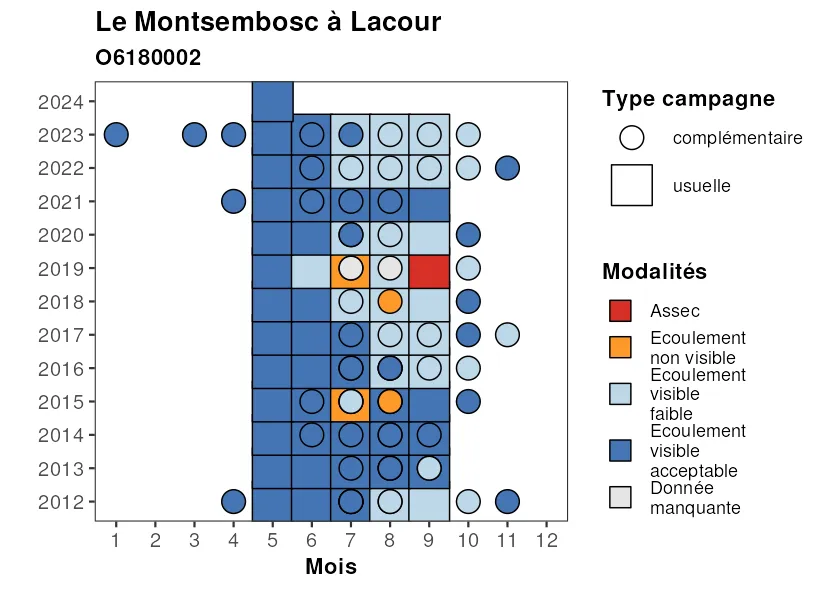 Le Montsembosc à Lacour
O6180002
2024
2023
2022
2021
2020
2019
2018
2017
2016
2015
2014
2013
2012
1 2 3 4 5 6 7 8 9 10 11 12
Mois
Type campagne
complémentaire
usuelle
Modalités
Assec
Ecoulement
non visible
Ecoulement
visible
faible
Ecoulement
visible
acceptable
Donnée
manquante